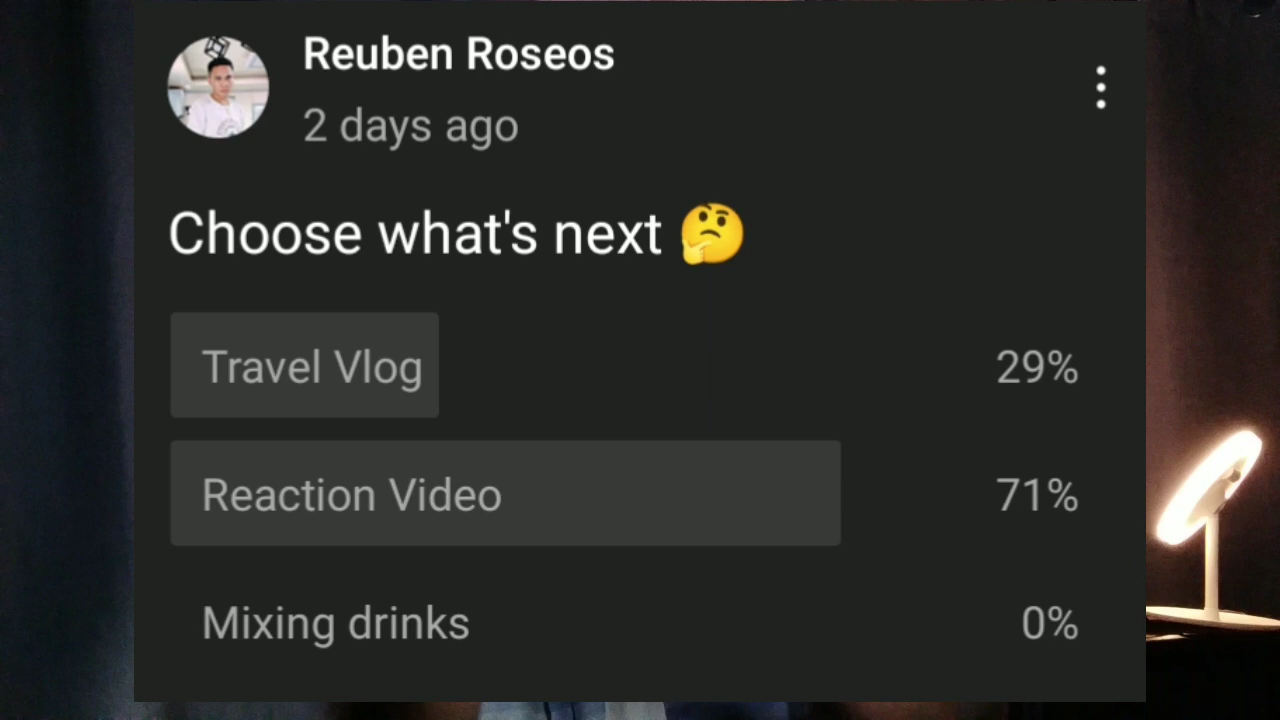 Reuben Roseos
2 days ago
Choose what's next 🤔
Travel Vlog 29%
Reaction Video 71%
Mixing drinks 0%